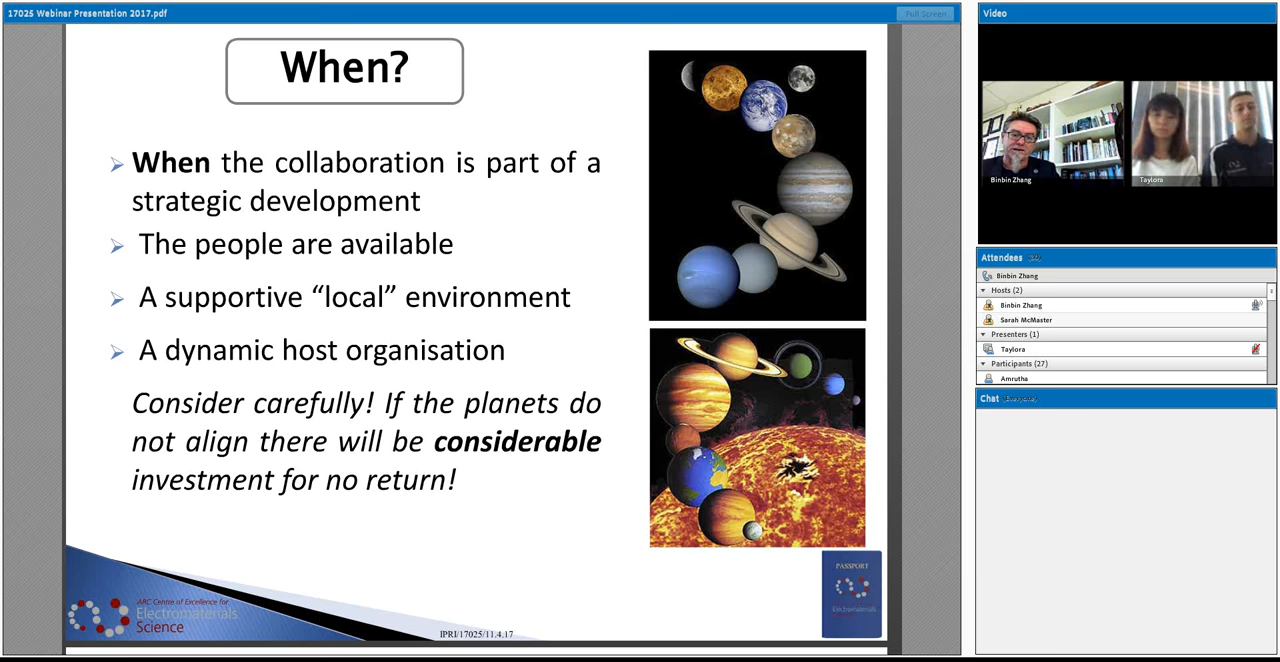 17025 Webinar Presentation 2017.pdf
Full Screen
When?
When the collaboration is part of a
strategic development
The people are available
A supportive “local” environment
A dynamic host organisation
Consider carefully! If the planets do
not align there will be considerable
investment for no return!
ARC Centre of Excellence for
Electromaterials
Science
IPRI/17025/11.4.17
PASSPORT
Electromaterials
Video
Binbin Zhang
Taylora
Attendees
Binbin Zhang
Hosts (2)
Binbin Zhang
Sarah McMaster
Presenters (1)
Taylora
Participants (27)
Amrutha
Chat (Everyone)